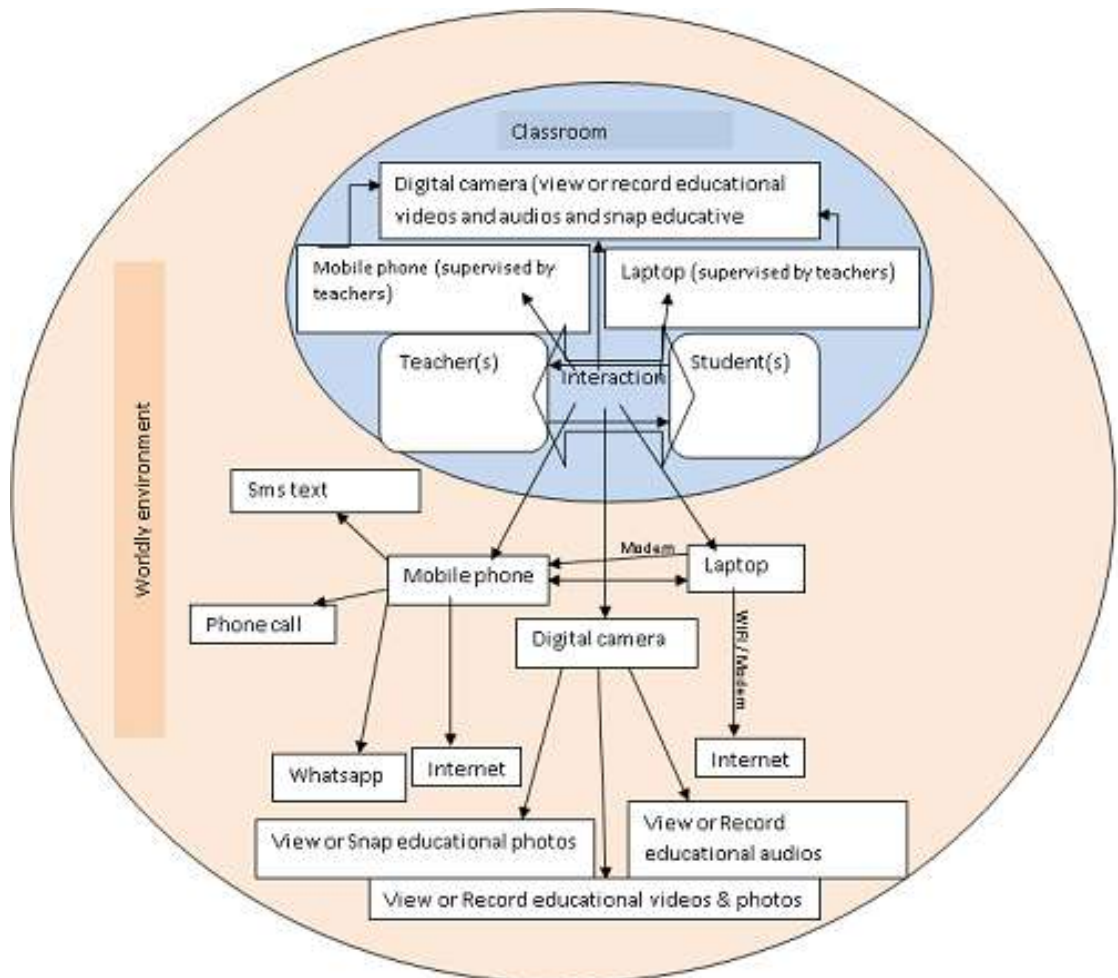 Classroom
Digital camera (view or record educational
videos and audios and snap educative
Mobile phone (supervised by
teachers)
Laptop (supervised by teachers)
Teacher(s)
Interaction
Student(s)
Worldly environment
Sms text
Modem
Mobile phone
Laptop
Phone call
Digital camera
WIFI / Modem
Whatsapp
Internet
Internet
View or Snap educational photos
View or Record
educational audios
View or Record educational videos & photos